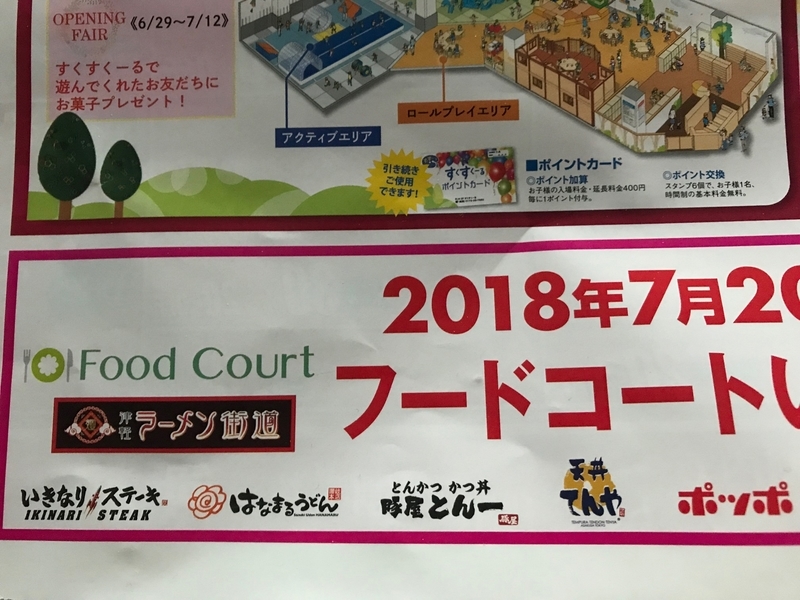 OPENING
FAIR
《6/29〜7/12》
すくすくーるで
遊んでくれたお友だちに
お菓子プレゼント！
アクティブエリア
ロールプレイエリア
引き続き
ご使用
できます！
すくすくーる
ポイントカード
■ポイントカード
◎ポイント加算
お子様の入場料金・延長料金400円
毎に1ポイント付与。
◎ポイント交換
スタンプ6個で、お子様1名、
時間制の基本料金無料。
2018年7月20
Food Court
フードコートい
津軽
ラーメン街道
いきなりステーキ
IKINARI STEAK
はなまるうどん
とんかつ かつ丼
豚屋とん一
豚屋
天丼
てんや
ポッポ